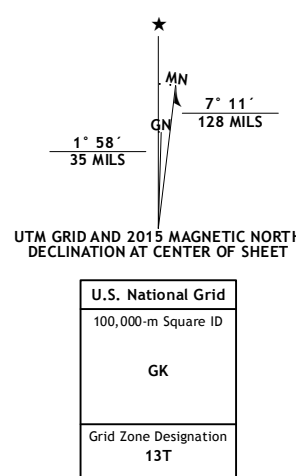 ★
MN
7° 11´
128 MILS
GN
1° 58´
35 MILS
UTM GRID AND 2015 MAGNETIC NORTH
DECLINATION AT CENTER OF SHEET
U.S. National Grid
100,000-m Square ID
GK
Grid Zone Designation
13T